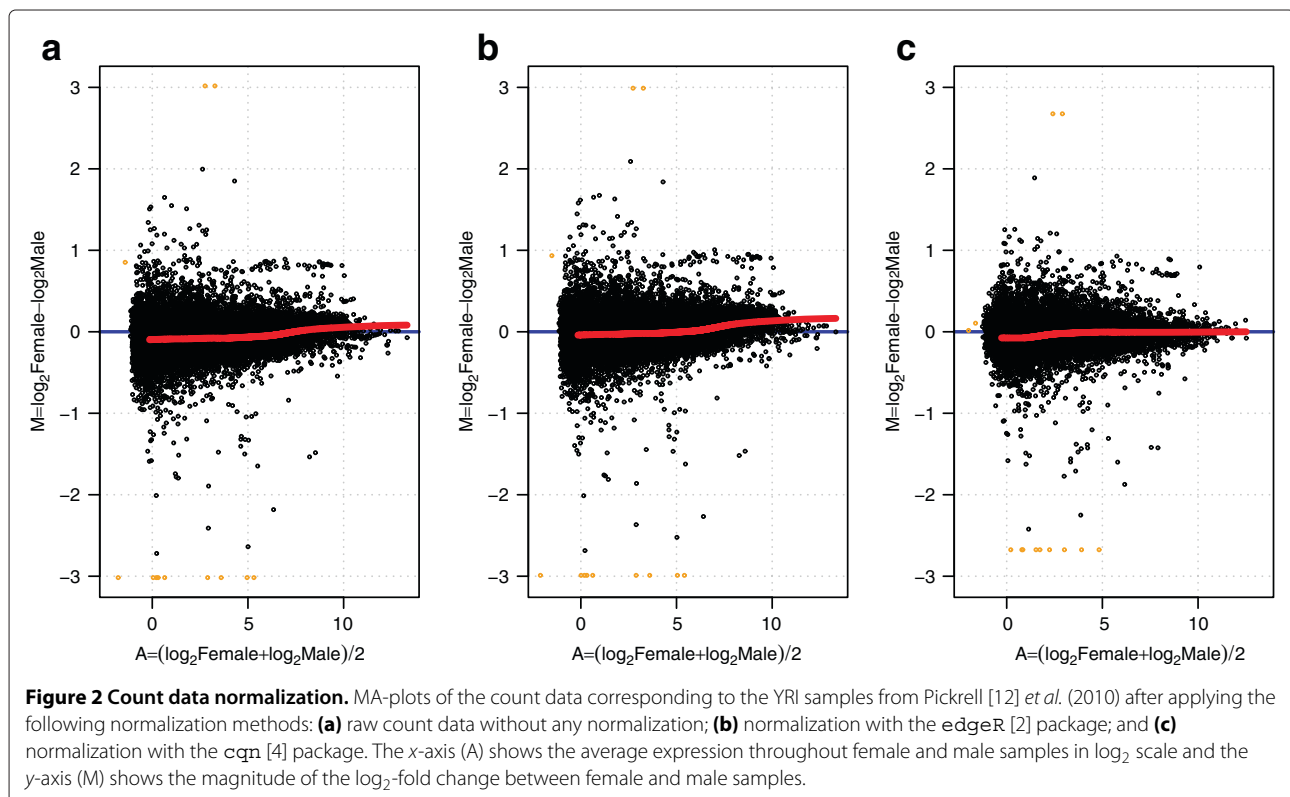 a
b
c
3
2
1
0
−1
−2
−3
M=log2Female−log2Male
0
5
10
A=(log2Female+log2Male)/2
3
2
1
0
−1
−2
−3
M=log2Female−log2Male
0
5
10
A=(log2Female+log2Male)/2
3
2
1
0
−1
−2
−3
M=log2Female−log2Male
0
5
10
A=(log2Female+log2Male)/2
Figure 2 Count data normalization. MA-plots of the count data corresponding to the YRI samples from Pickrell [12] et al. (2010) after applying the
following normalization methods: (a) raw count data without any normalization; (b) normalization with the edgeR [2] package; and (c)
normalization with the cqn [4] package. The x-axis (A) shows the average expression throughout female and male samples in log2 scale and the
y-axis (M) shows the magnitude of the log2-fold change between female and male samples.